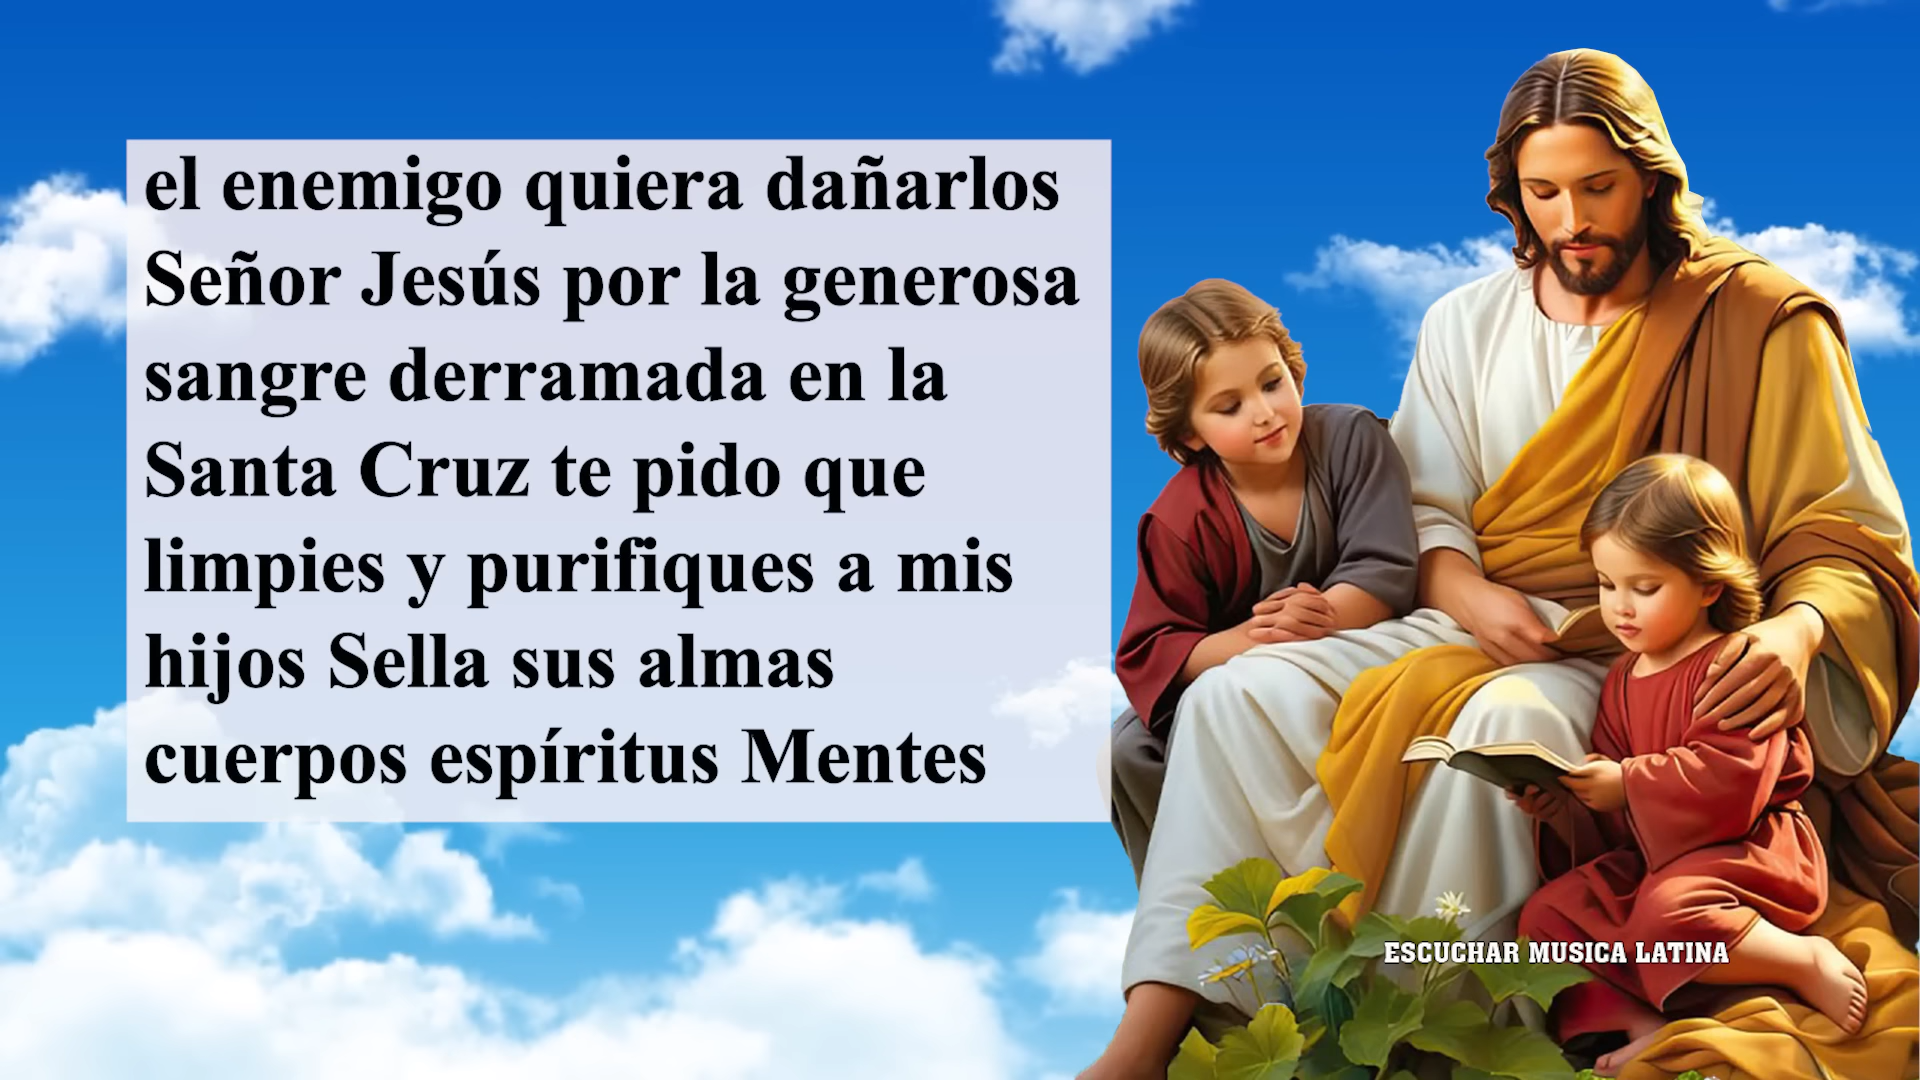 el enemigo quiera dañarlos
Señor Jesús por la generosa
sangre derramada en la
Santa Cruz te pido que
limpies y purifiques a mis
hijos Sella sus almas
cuerpos espíritus Mentes
ESCUCHAR MUSICA LATINA